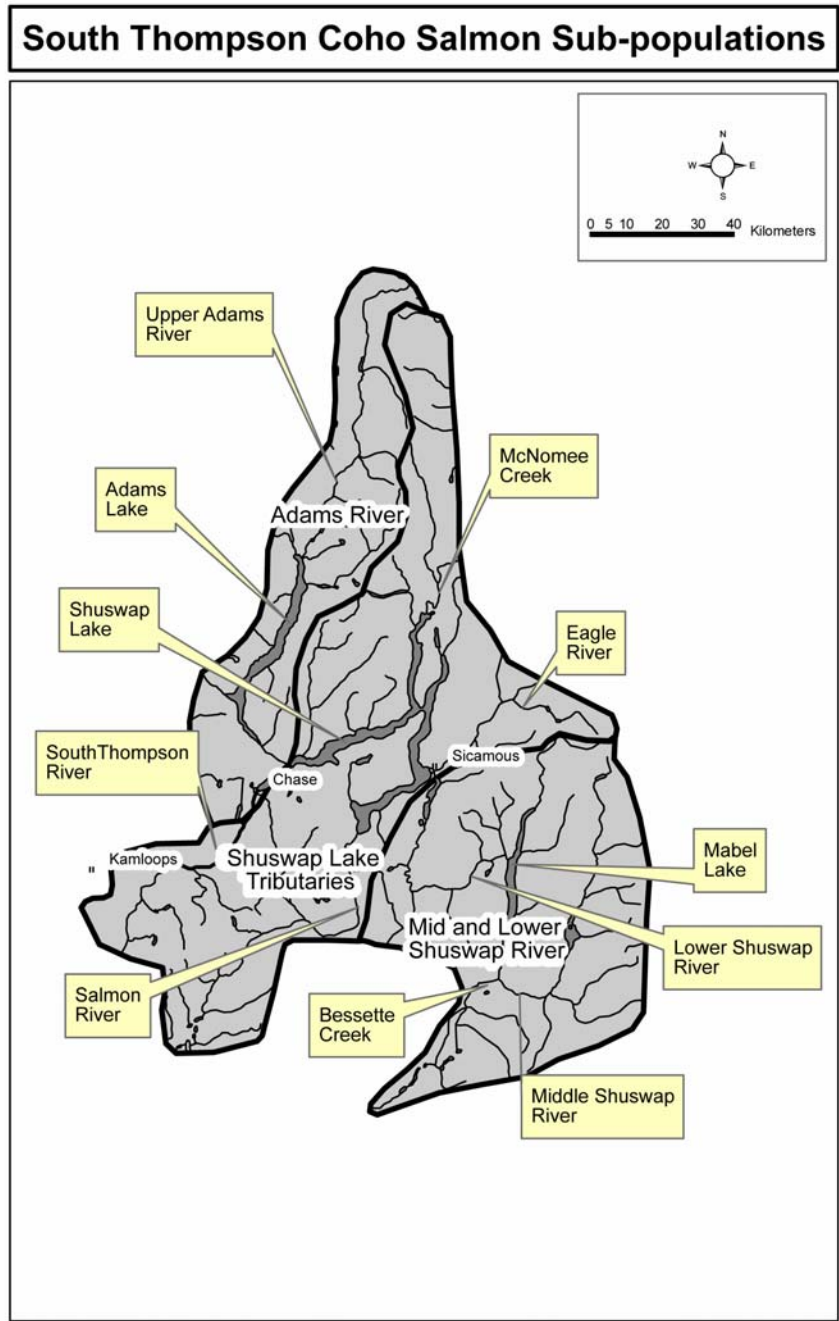 South Thompson Coho Salmon Sub-populations
N
W
E
S
0 5 10 20 30 40
Kilometers
Upper Adams
River
McNomee
Creek
Adams
Lake
Adams River
Shuswap
Lake
Eagle
River
SouthThompson
River
Sicamous
Chase
Kamloops
Shuswap Lake
Tributaries
Mabel
Lake
Mid and Lower
Shuswap River
Lower Shuswap
River
Salmon
River
Bessette
Creek
Middle Shuswap
River